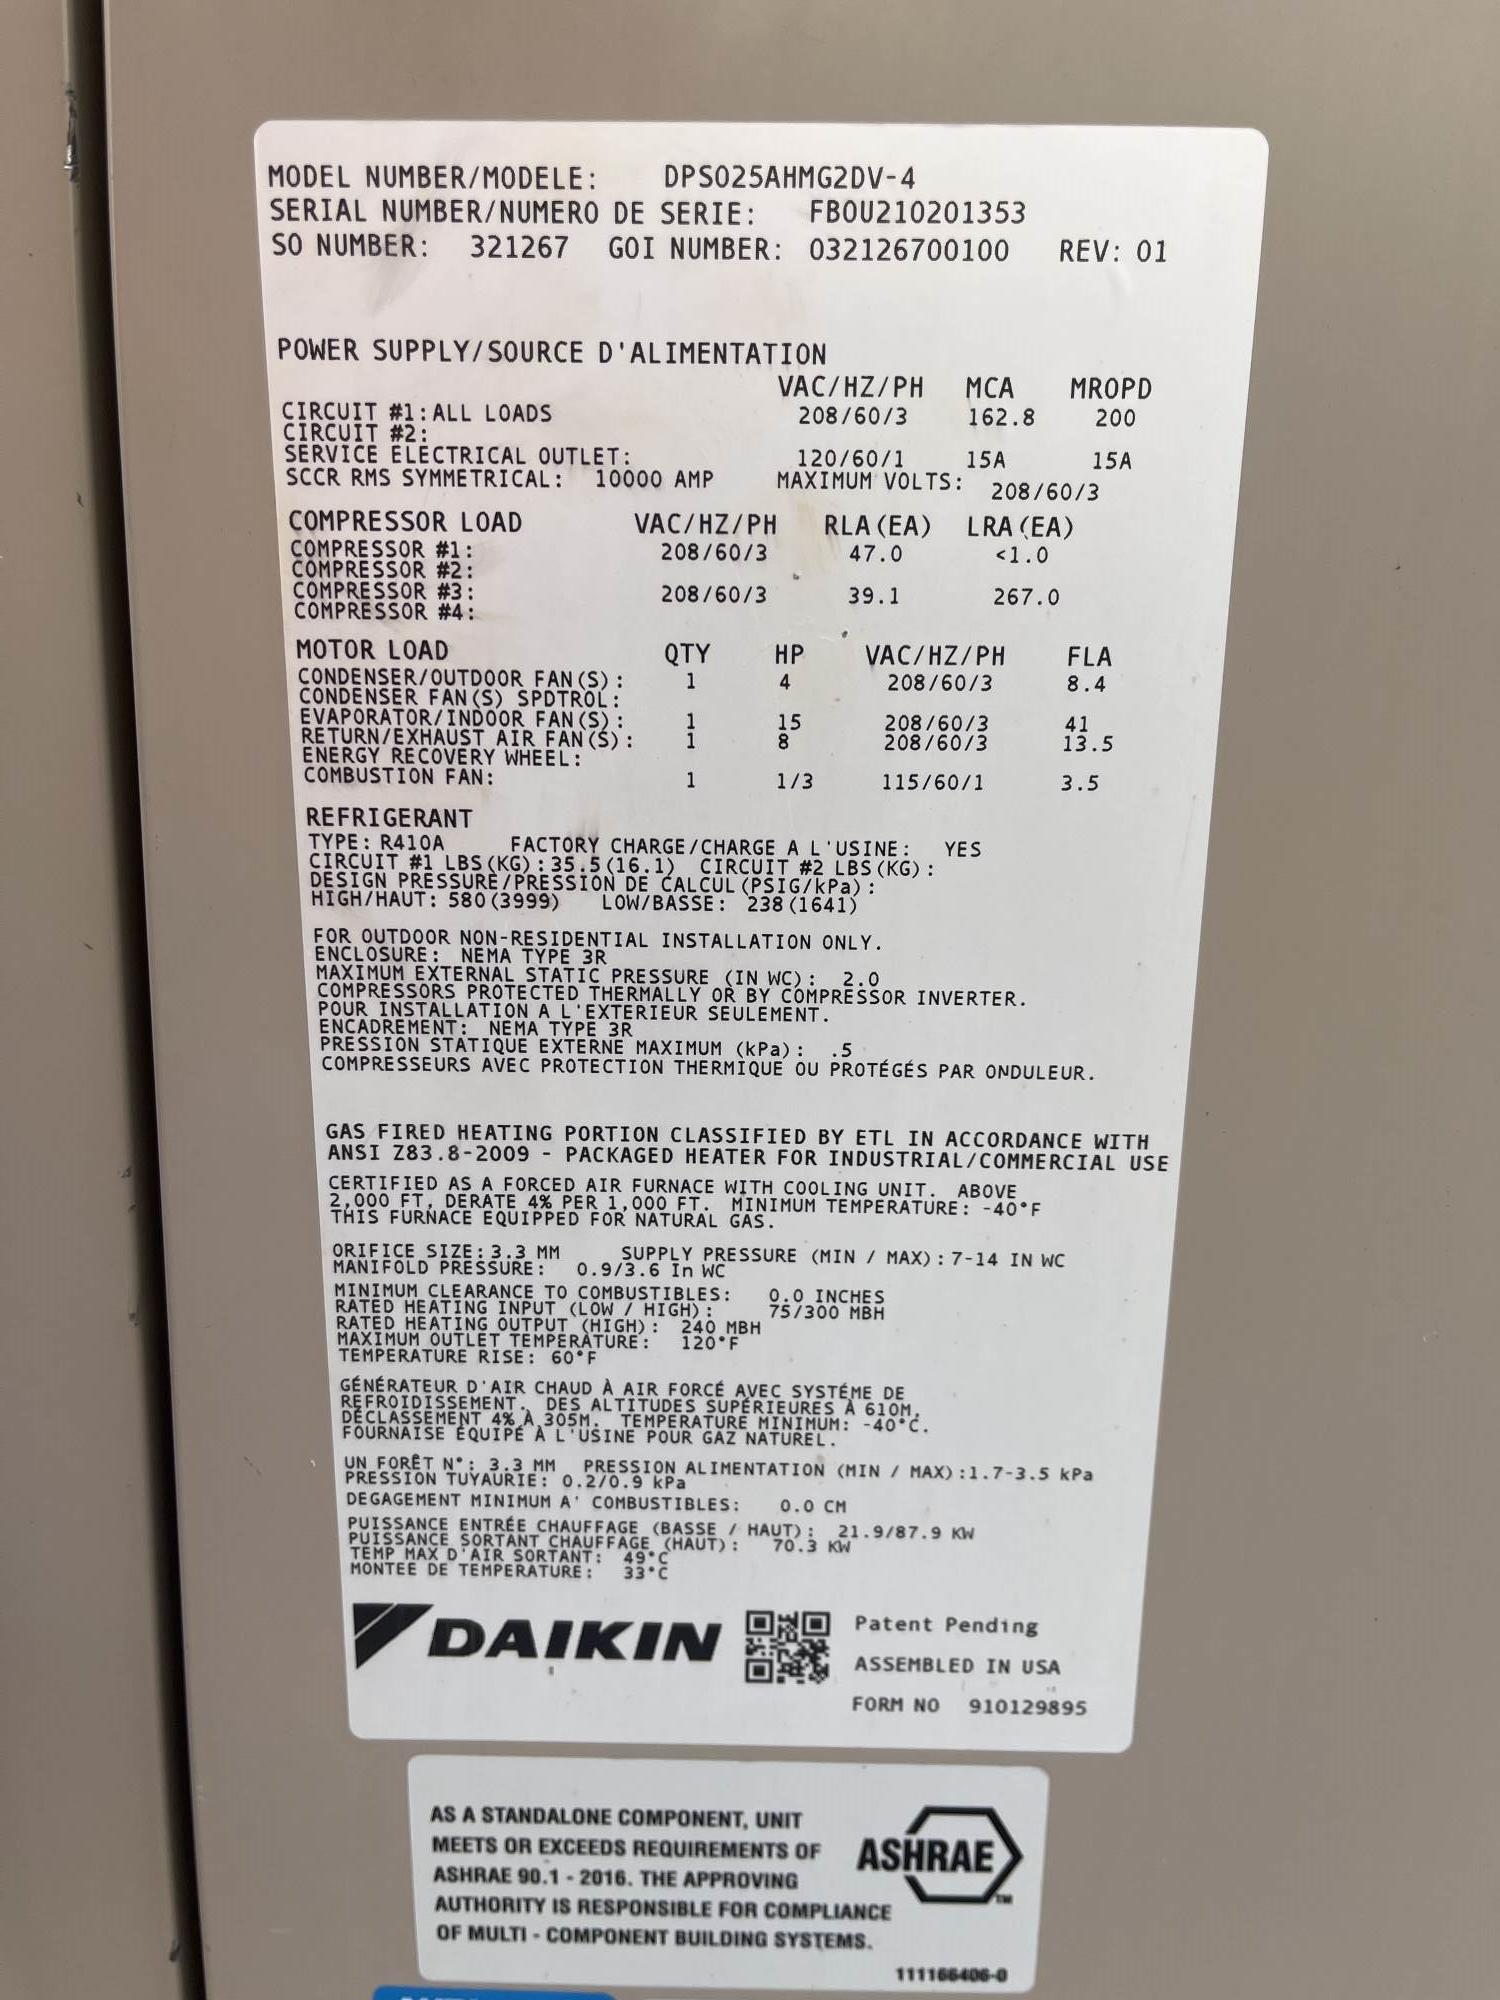 MODEL NUMBER/MODELE: DPS025AHMG2DV-4
SERIAL NUMBER/NUMERO DE SERIE: FBOU210201353
SO NUMBER: 321267 GOI NUMBER: 032126700100 REV: 01
POWER SUPPLY/SOURCE D'ALIMENTATION
VAC/HZ/PH MCA MROPD
CIRCUIT #1:ALL LOADS 208/60/3 162.8 200
CIRCUIT #2:
SERVICE ELECTRICAL OUTLET: 120/60/1 15A 15A
SCCR RMS SYMMETRICAL: 10000 AMP MAXIMUM VOLTS: 208/60/3
COMPRESSOR LOAD VAC/HZ/PH RLA(EA) LRA(EA)
COMPRESSOR #1: 208/60/3 47.0 <1.0
COMPRESSOR #2:
COMPRESSOR #3: 208/60/3 39.1 267.0
COMPRESSOR #4:
MOTOR LOAD QTY HP VAC/HZ/PH FLA
CONDENSER/OUTDOOR FAN(S): 1 4 208/60/3 8.4
CONDENSER FAN(S) SPDTROL:
EVAPORATOR/INDOOR FAN(S): 1 15 208/60/3 41
RETURN/EXHAUST AIR FAN(S): 1 8 208/60/3 13.5
ENERGY RECOVERY WHEEL:
COMBUSTION FAN: 1 1/3 115/60/1 3.5
REFRIGERANT
TYPE: R410A FACTORY CHARGE/CHARGE A L'USINE: YES
CIRCUIT #1 LBS(KG):35.5(16.1) CIRCUIT #2 LBS(KG):
DESIGN PRESSURE/PRESSION DE CALCUL(PSIG/kPa):
HIGH/HAUT: 580(3999) LOW/BASSE: 238(1641)
FOR OUTDOOR NON-RESIDENTIAL INSTALLATION ONLY.
ENCLOSURE: NEMA TYPE 3R
MAXIMUM EXTERNAL STATIC PRESSURE (IN WC): 2.0
COMPRESSORS PROTECTED THERMALLY OR BY COMPRESSOR INVERTER.
POUR INSTALLATION A L'EXTERIEUR SEULEMENT.
ENCADREMENT: NEMA TYPE 3R
PRESSION STATIQUE EXTERNE MAXIMUM (kPa): .5
COMPRESSEURS AVEC PROTECTION THERMIQUE OU PROTÉGÉS PAR ONDULEUR.
GAS FIRED HEATING PORTION CLASSIFIED BY ETL IN ACCORDANCE WITH
ANSI Z83.8-2009 - PACKAGED HEATER FOR INDUSTRIAL/COMMERCIAL USE
CERTIFIED AS A FORCED AIR FURNACE WITH COOLING UNIT. ABOVE
2,000 FT, DERATE 4% PER 1,000 FT. MINIMUM TEMPERATURE: -40°F
THIS FURNACE EQUIPPED FOR NATURAL GAS.
ORIFICE SIZE:3.3 MM SUPPLY PRESSURE (MIN / MAX):7-14 IN WC
MANIFOLD PRESSURE: 0.9/3.6 In WC
MINIMUM CLEARANCE TO COMBUSTIBLES: 0.0 INCHES
RATED HEATING INPUT (LOW / HIGH): 75/300 MBH
RATED HEATING OUTPUT (HIGH): 240 MBH
MAXIMUM OUTLET TEMPERATURE: 120°F
TEMPERATURE RISE: 60°F
GÉNÉRATEUR D'AIR CHAUD À AIR FORCÉ AVEC SYSTÉME DE
REFROIDISSEMENT. DES ALTITUDES SUPÉRIEURES À 610M,
DÉCLASSEMENT 4% À 305M. TEMPERATURE MINIMUM: -40°C.
FOURNAISE ÉQUIPÉ À L'USINE POUR GAZ NATUREL.
UN FORÊT N°: 3.3 MM PRESSION ALIMENTATION (MIN / MAX):1.7-3.5 kPa
PRESSION TUYAURIE: 0.2/0.9 kPa
DEGAGEMENT MINIMUM A' COMBUSTIBLES: 0.0 CM
PUISSANCE ENTRÉE CHAUFFAGE (BASSE / HAUT): 21.9/87.9 KW
PUISSANCE SORTANT CHAUFFAGE (HAUT): 70.3 KW
TEMP MAX D'AIR SORTANT: 49°C
MONTEE DE TEMPERATURE: 33°C
DAIKIN
Patent Pending
ASSEMBLED IN USA
FORM NO 910129895
AS A STANDALONE COMPONENT, UNIT
MEETS OR EXCEEDS REQUIREMENTS OF
ASHRAE 90.1 - 2016. THE APPROVING
AUTHORITY IS RESPONSIBLE FOR COMPLIANCE
OF MULTI - COMPONENT BUILDING SYSTEMS.
ASHRAE TM
111166406-0